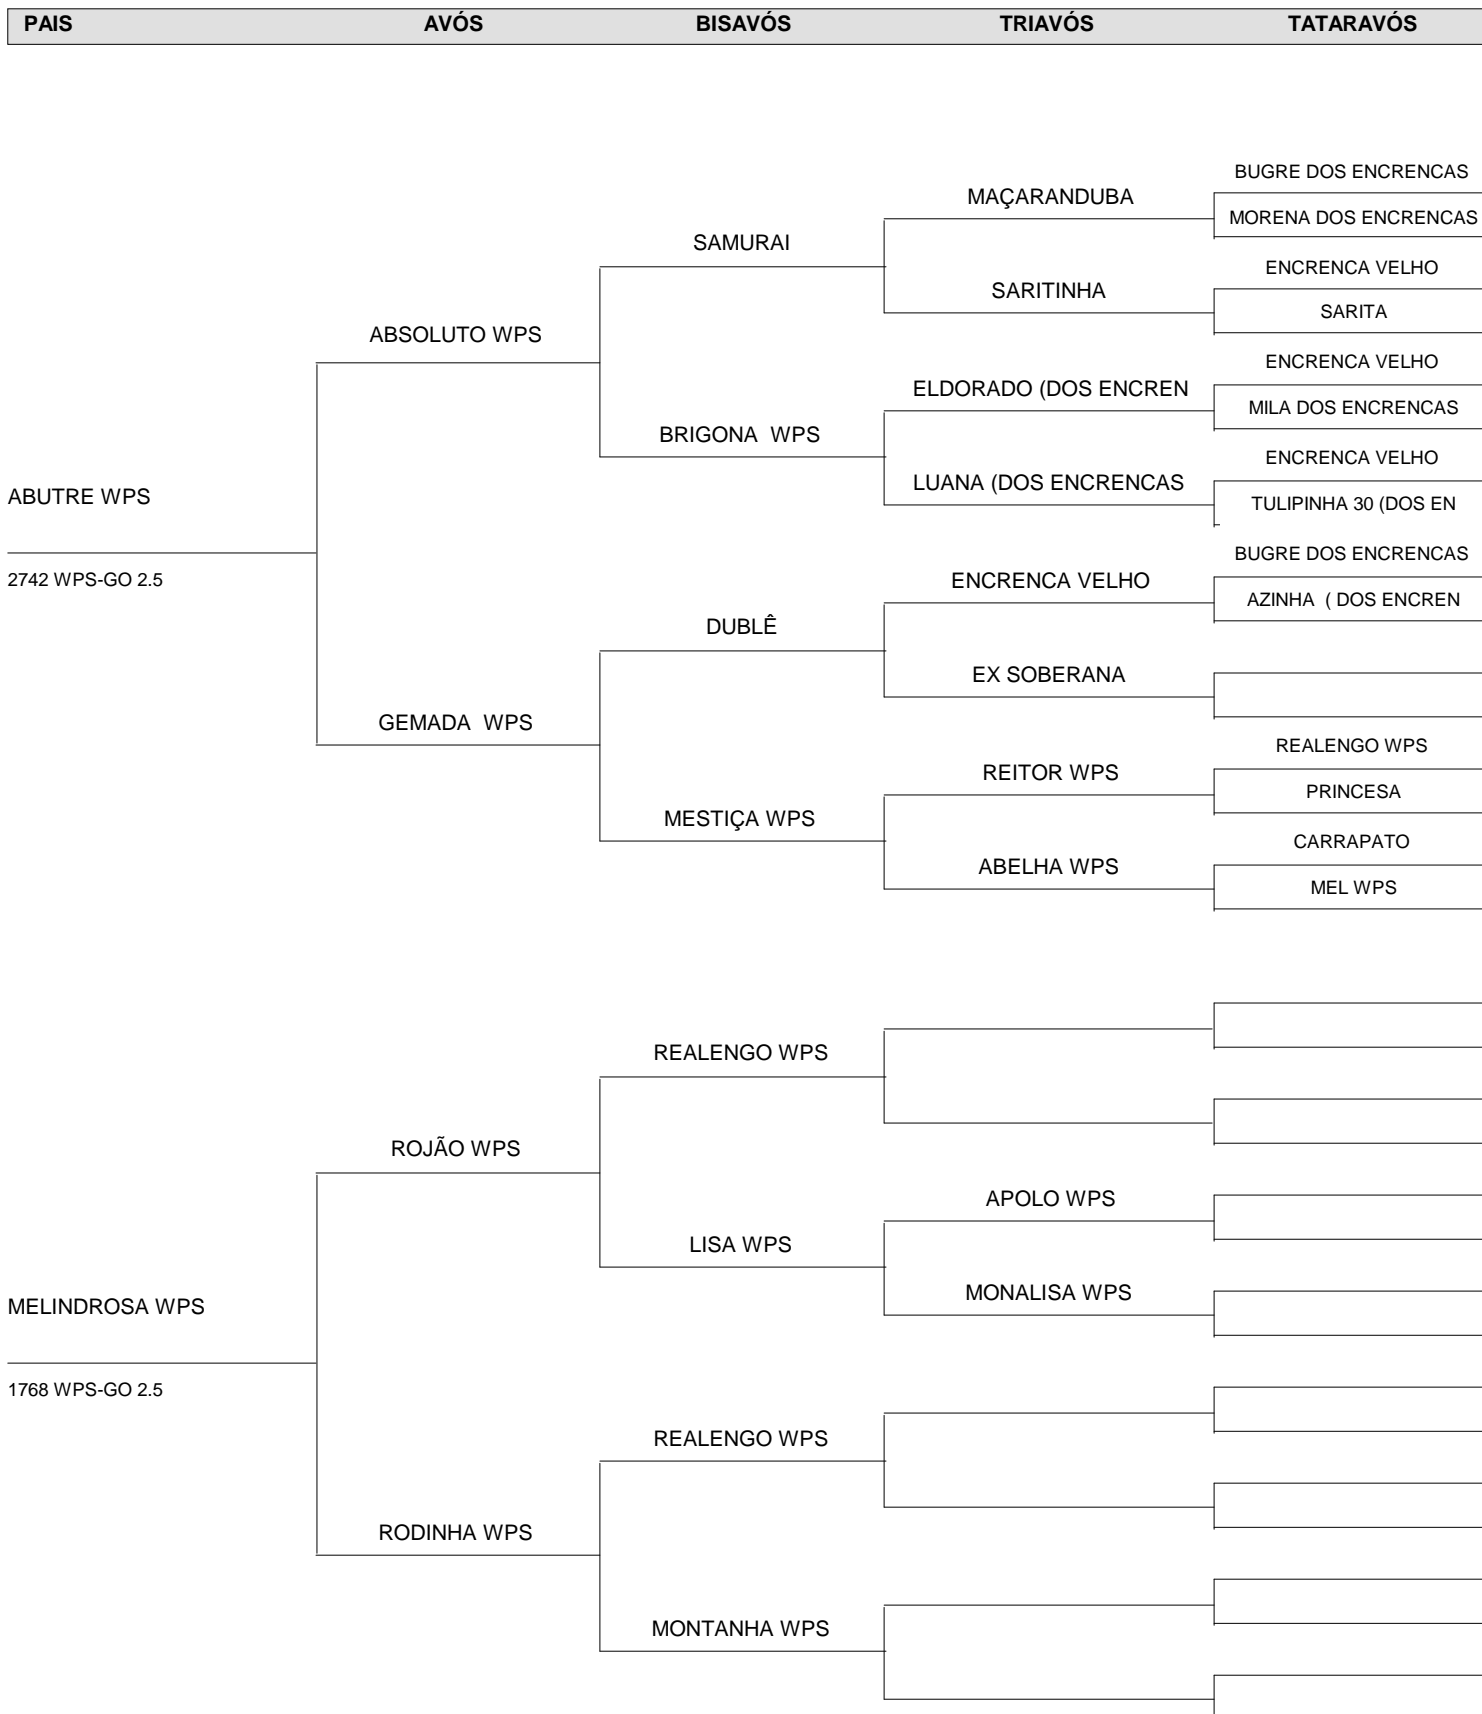 PAIS AVÓS BISAVÓS TRIAVÓS TATARAVÓS
BUGRE DOS ENCRENCAS
MAÇARANDUBA
MORENA DOS ENCRENCAS
SAMURAI
ENCRENCA VELHO
SARITINHA
SARITA
ABSOLUTO WPS
ENCRENCA VELHO
ELDORADO (DOS ENCREN
MILA DOS ENCRENCAS
BRIGONA WPS
ENCRENCA VELHO
LUANA (DOS ENCRENCAS
ABUTRE WPS
TULIPINHA 30 (DOS EN
BUGRE DOS ENCRENCAS
2742 WPS-GO 2.5
ENCRENCA VELHO
AZINHA ( DOS ENCREN
DUBLÊ
EX SOBERANA
GEMADA WPS
REALENGO WPS
REITOR WPS
PRINCESA
MESTIÇA WPS
CARRAPATO
ABELHA WPS
MEL WPS
REALENGO WPS
ROJÃO WPS
APOLO WPS
LISA WPS
MONALISA WPS
MELINDROSA WPS
1768 WPS-GO 2.5
REALENGO WPS
RODINHA WPS
MONTANHA WPS